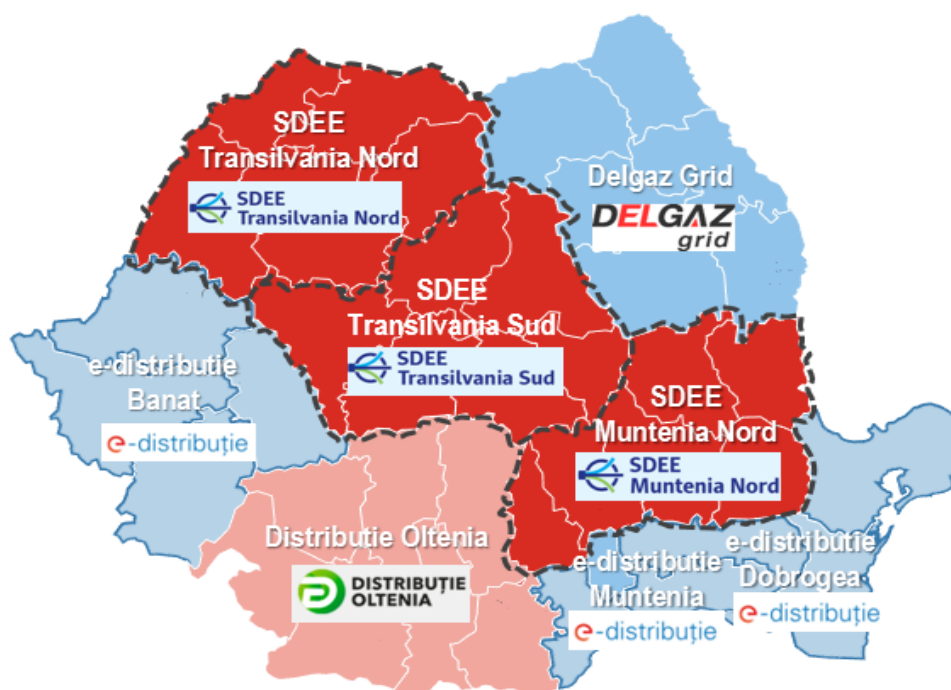 SDEE
Transilvania Nord
SDEE
Transilvania Nord
Delgaz Grid
DELGAZ
grid
SDEE
Transilvania Sud
SDEE
Transilvania Sud
e-distributie
Banat
e-distribuție
SDEE
Muntenia Nord
SDEE
Muntenia Nord
Distribuție Oltenia
DISTRIBUȚIE
OLTENIA
e-distributie
Muntenia
e-distribuție
e-distributie
Dobrogea
e-distribuție